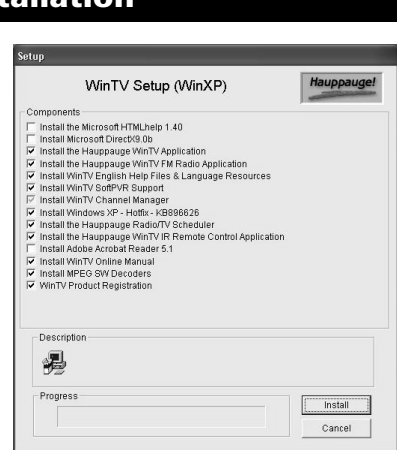 Setup
WinTV Setup (WinXP)
Hauppauge!
Components
Install the Microsoft HTMLhelp 1.40
Install Microsoft DirectX9.0b
Install the Hauppauge WinTV Application
Install the Hauppauge WinTV FM Radio Application
Install WinTV English Help Files & Language Resources
Install WinTV SoftPVR Support
Install WinTV Channel Manager
Install Windows XP - Hotfix - KB896626
Install the Hauppauge Radio/TV Scheduler
Install the Hauppauge WinTV IR Remote Control Application
Install Adobe Acrobat Reader 5.1
Install WinTV Online Manual
Install MPEG SW Decoders
WinTV Product Registration
Description
Progress
Install
Cancel